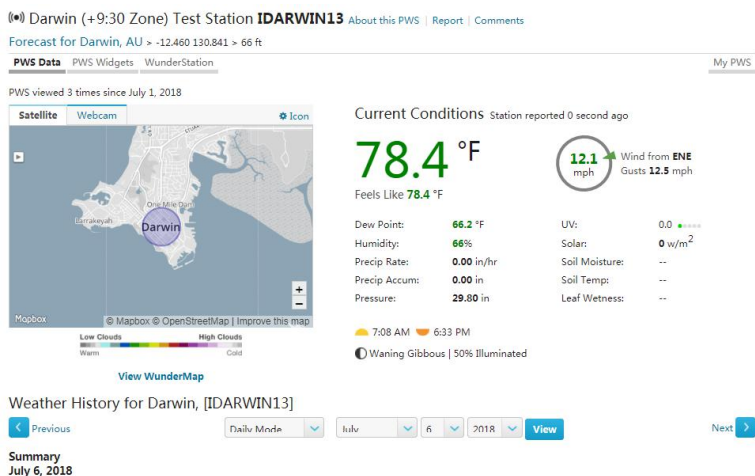 Darwin (+9:30 Zone) Test Station IDARWIN13 About this PWS | Report | Comments
Forecast for Darwin, AU > -12.460 130.841 > 66 ft
PWS Data PWS Widgets WunderStation My PWS
PWS viewed 3 times since July 1, 2018
Satellite Webcam Icon
Current Conditions Station reported 0 second ago
78.4 °F
Feels Like 78.4 °F
12.1
mph
Wind from ENE
Gusts 12.5 mph
One Mile Dam
Larrakeyah
Darwin
Dew Point: 66.2 °F
Humidity: 66%
Precip Rate: 0.00 in/hr
Precip Accum: 0.00 in
Pressure: 29.80 in
UV: 0.0
Solar: 0 w/m2
Soil Moisture: --
Soil Temp: --
Leaf Wetness: --
+
−
Mapbox © Mapbox © OpenStreetMap | Improve this map
7:08 AM 6:33 PM
Waning Gibbous | 50% Illuminated
Low Clouds High Clouds
Warm Cold
View WunderMap
Weather History for Darwin, [IDARWIN13]
Previous Daily Mode July 6 2018 View Next
Summary
July 6, 2018